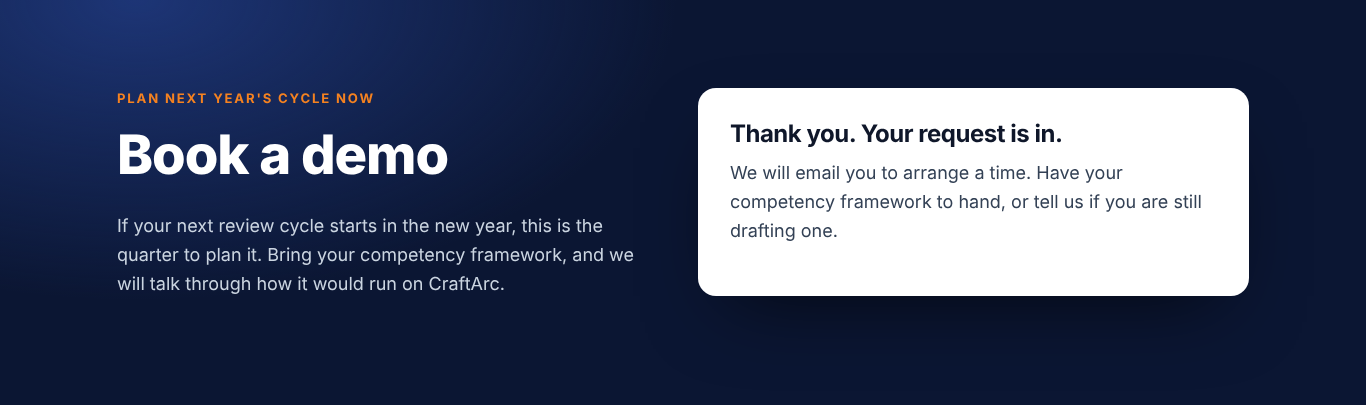 PLAN NEXT YEAR'S CYCLE NOW
Book a demo
If your next review cycle starts in the new year, this is the
quarter to plan it. Bring your competency framework, and we
will talk through how it would run on CraftArc.
Thank you. Your request is in.
We will email you to arrange a time. Have your
competency framework to hand, or tell us if you are still
drafting one.